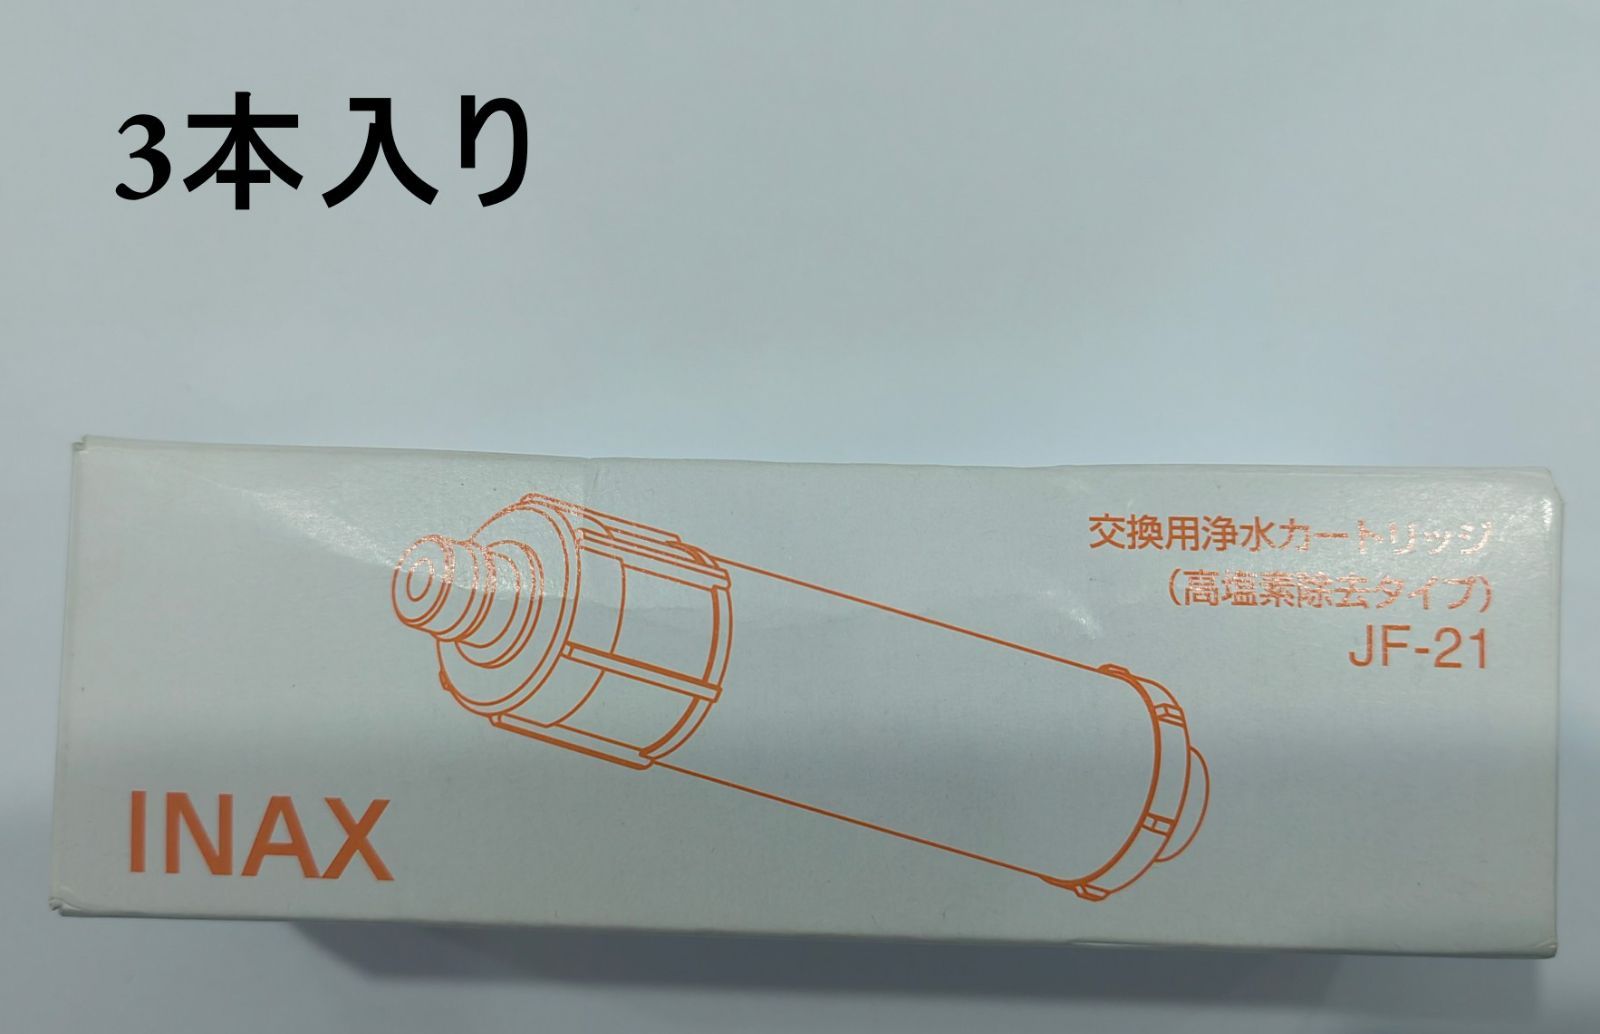 3本入り
交換用浄水カートリッジ
(高塩素除去タイプ)
JF-21
INAX